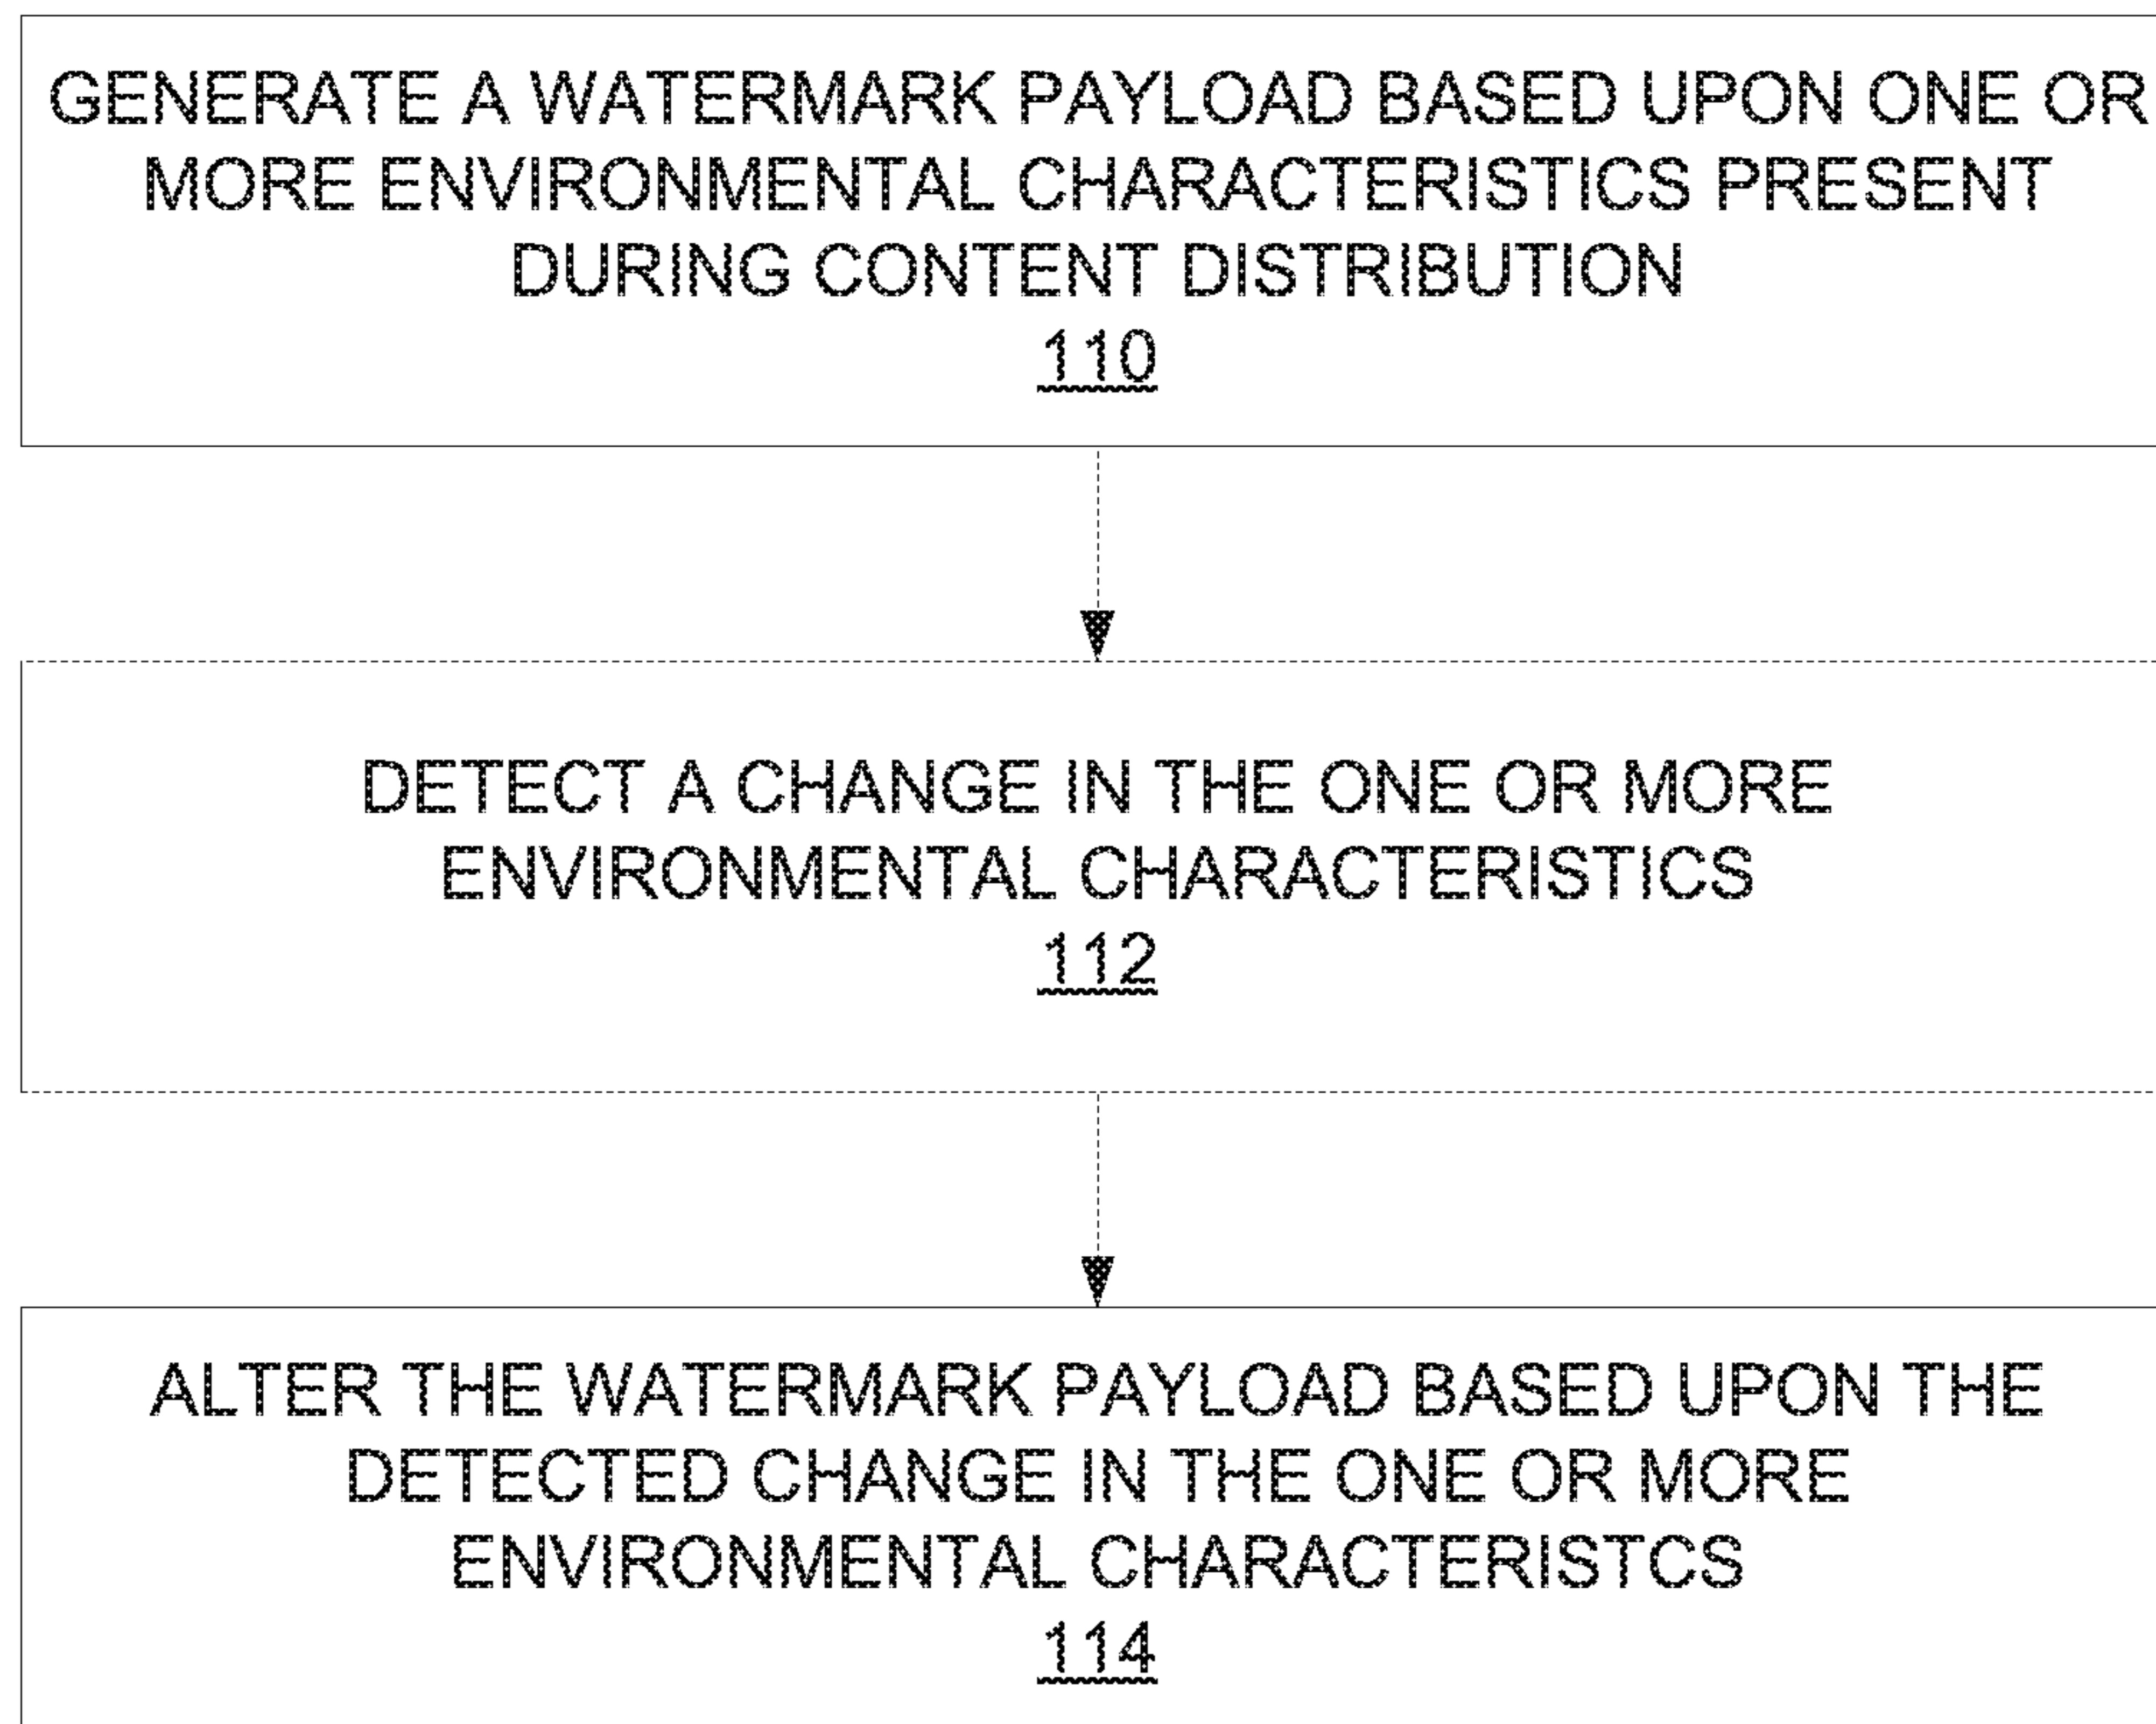 GENERATE A WATERMARK PAYLOAD BASED UPON ONE OR
MORE ENVIRONMENTAL CHARACTERISTICS PRESENT
DURING CONTENT DISTRIBUTION
110
DETECT A CHANGE IN THE ONE OR MORE
ENVIRONMENTAL CHARACTERISTICS
112
ALTER THE WATERMARK PAYLOAD BASED UPON THE
DETECTED CHANGE IN THE ONE OR MORE
ENVIRONMENTAL CHARACTERISTCS
114